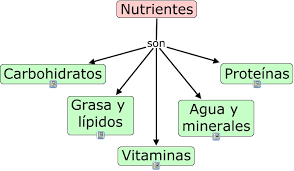 Nutrientes
son
Carbohidratos
Proteínas
Grasa y
lípidos
Agua y
minerales
Vitaminas